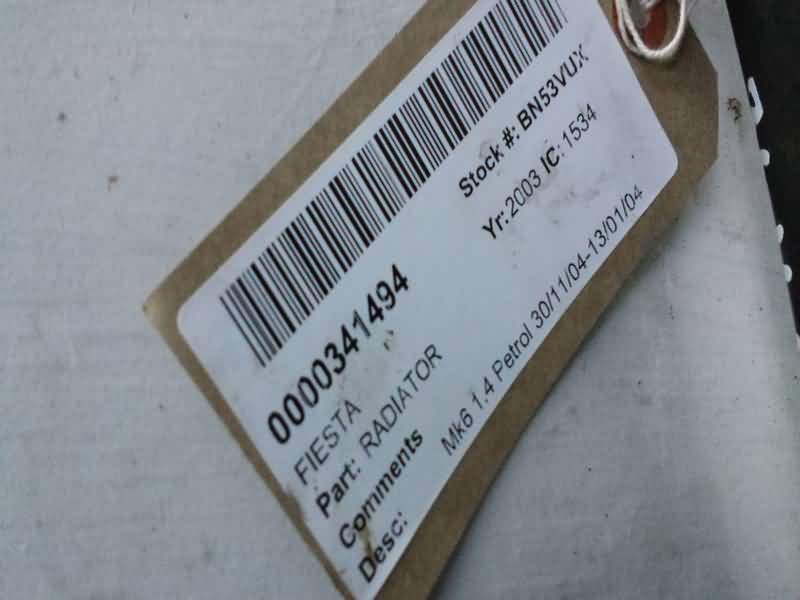 0000341494 Stock #: BN53VUX
FIESTA Yr: 2003 IC: 1534
Part: RADIATOR
Comments Mk6 1.4 Petrol 30/11/04-13/01/04
Desc: